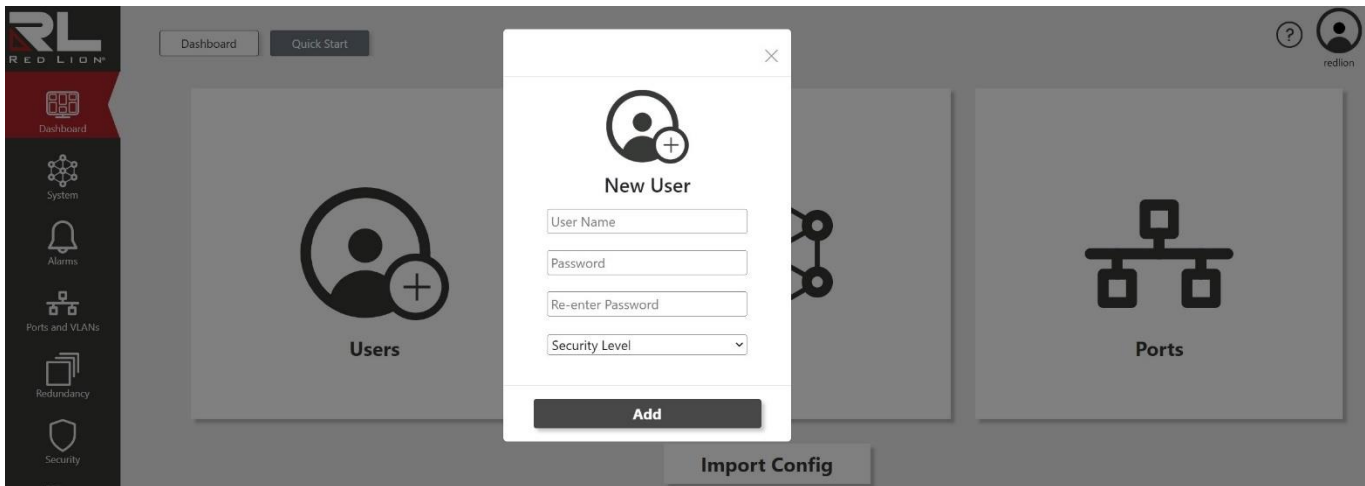 RL
RED LION®
Dashboard
System
Alarms
Ports and VLANs
Redundancy
Security
Dashboard
Quick Start
?
redlion
Users
New User
User Name
Password
Re-enter Password
Security Level
Add
Ports
Import Config